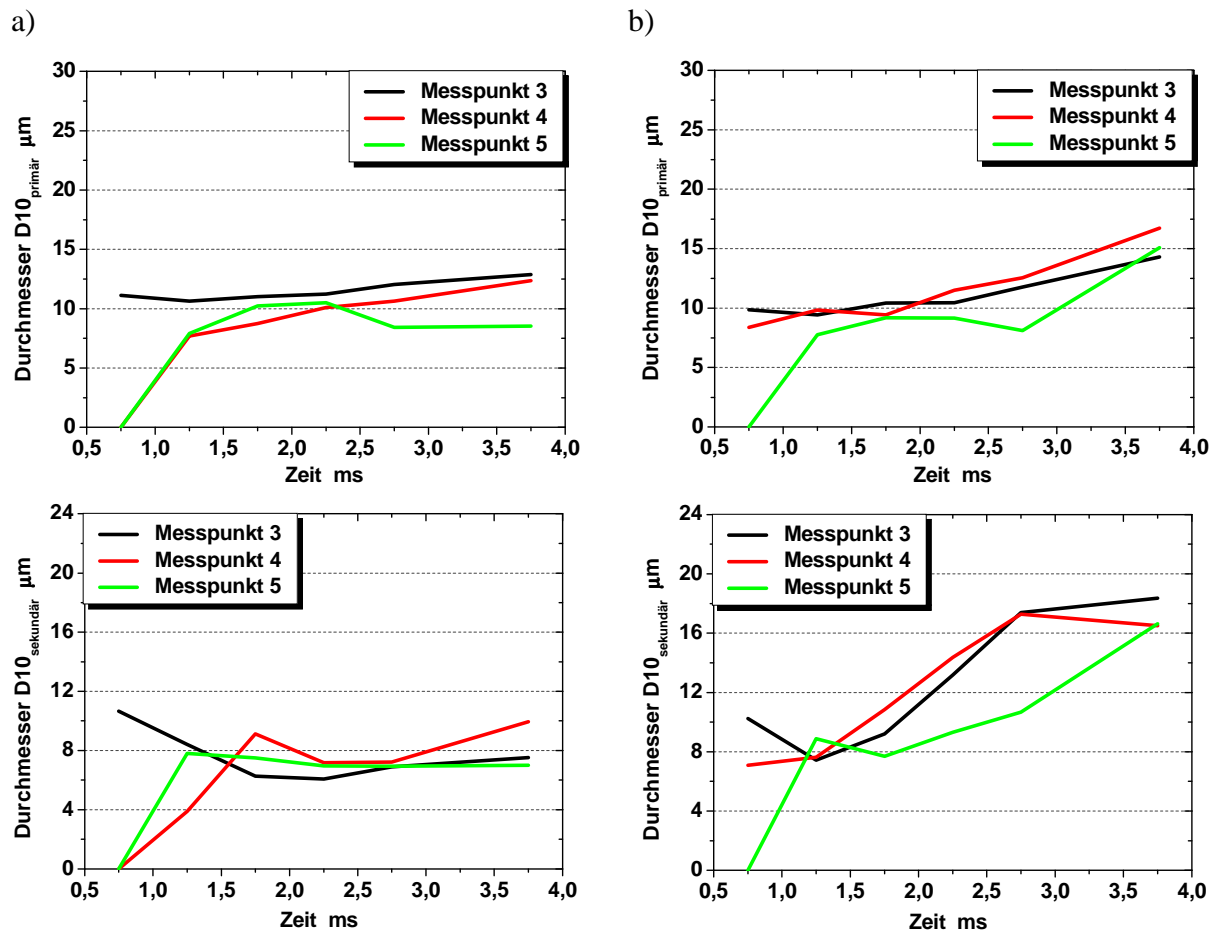 a)
30
25
20
15
10
5
0
Durchmesser D10primär µm
Messpunkt 3
Messpunkt 4
Messpunkt 5
0,5 1,0 1,5 2,0 2,5 3,0 3,5 4,0
Zeit ms
b)
30
25
20
15
10
5
0
Durchmesser D10primär µm
Messpunkt 3
Messpunkt 4
Messpunkt 5
0,5 1,0 1,5 2,0 2,5 3,0 3,5 4,0
Zeit ms
24
20
16
12
8
4
0
Durchmesser D10sekundär µm
Messpunkt 3
Messpunkt 4
Messpunkt 5
0,5 1,0 1,5 2,0 2,5 3,0 3,5 4,0
Zeit ms
24
20
16
12
8
4
0
Durchmesser D10sekundär µm
Messpunkt 3
Messpunkt 4
Messpunkt 5
0,5 1,0 1,5 2,0 2,5 3,0 3,5 4,0
Zeit ms